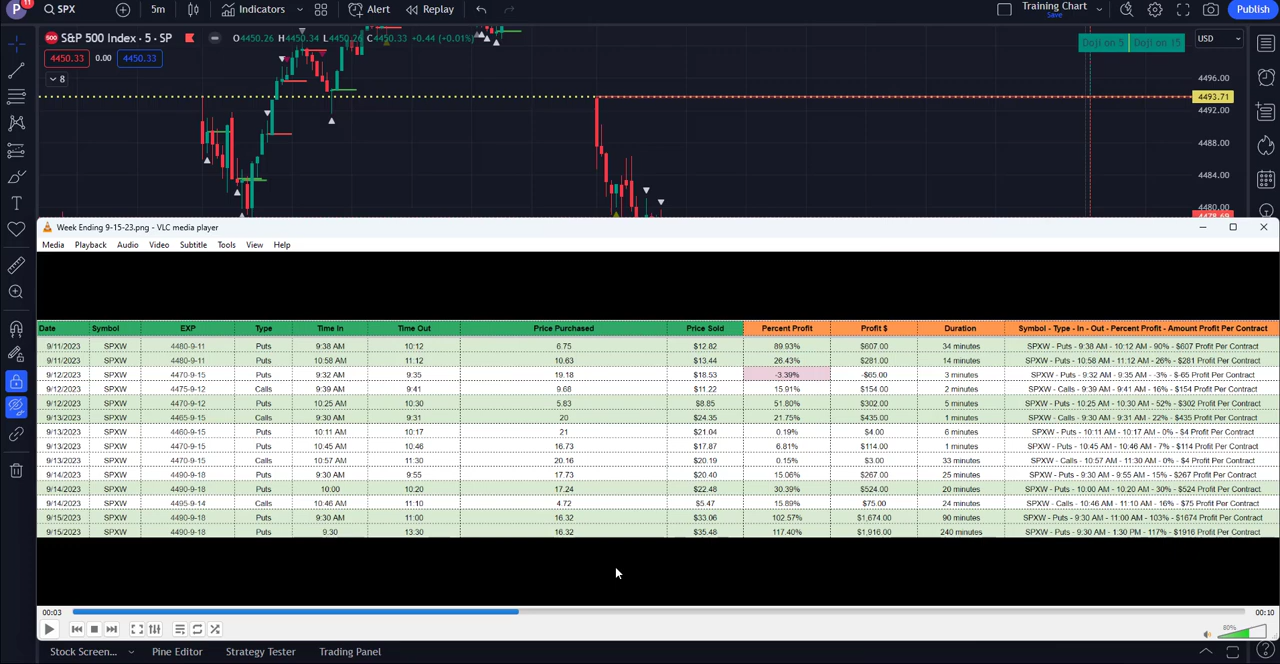 P 11 SPX 5m Indicators Alert Replay Training Chart Save Publish
S&P 500 Index · 5 · SP O4450.26 H4450.34 L4450.26 C4450.33 +0.44 (+0.01%) Doji on 5 Doji on 15 USD
4450.33 0.00 4450.33
8
4496.00
4493.71
4492.00
4488.00
4484.00
4480.00
4478.69
Week Ending 9-15-23.png - VLC media player
Media Playback Audio Video Subtitle Tools View Help
Date Symbol EXP Type Time In Time Out Price Purchased Price Sold Percent Profit Profit $ Duration Symbol - Type - In - Out - Percent Profit - Amount Profit Per Contract
9/11/2023 SPXW 4480-9-11 Puts 9:38 AM 10:12 6.75 $12.82 89.93% $607.00 34 minutes SPXW - Puts - 9:38 AM - 10:12 AM - 90% - $607 Profit Per Contract
9/11/2023 SPXW 4480-9-11 Puts 10:58 AM 11:12 10.63 $13.44 26.43% $281.00 14 minutes SPXW - Puts - 10:58 AM - 11:12 AM - 26% - $281 Profit Per Contract
9/12/2023 SPXW 4470-9-15 Puts 9:32 AM 9:35 19.18 $18.53 -3.39% -$65.00 3 minutes SPXW - Puts - 9:32 AM - 9:35 AM - -3% - $-65 Profit Per Contract
9/12/2023 SPXW 4475-9-12 Calls 9:39 AM 9:41 9.68 $11.22 15.91% $154.00 2 minutes SPXW - Calls - 9:39 AM - 9:41 AM - 16% - $154 Profit Per Contract
9/12/2023 SPXW 4470-9-12 Puts 10:25 AM 10:30 5.83 $8.85 51.80% $302.00 5 minutes SPXW - Puts - 10:25 AM - 10:30 AM - 52% - $302 Profit Per Contract
9/13/2023 SPXW 4465-9-15 Calls 9:30 AM 9:31 20 $24.35 21.75% $435.00 1 minutes SPXW - Calls - 9:30 AM - 9:31 AM - 22% - $435 Profit Per Contract
9/13/2023 SPXW 4460-9-15 Puts 10:11 AM 10:17 21 $21.04 0.19% $4.00 6 minutes SPXW - Puts - 10:11 AM - 10:17 AM - 0% - $4 Profit Per Contract
9/13/2023 SPXW 4470-9-15 Puts 10:45 AM 10:46 16.73 $17.87 6.81% $114.00 1 minutes SPXW - Puts - 10:45 AM - 10:46 AM - 7% - $114 Profit Per Contract
9/13/2023 SPXW 4470-9-15 Calls 10:57 AM 11:30 20.16 $20.19 0.15% $3.00 33 minutes SPXW - Calls - 10:57 AM - 11:30 AM - 0% - $4 Profit Per Contract
9/14/2023 SPXW 4490-9-18 Puts 9:30 AM 9:55 17.73 $20.40 15.06% $267.00 25 minutes SPXW - Puts - 9:30 AM - 9:55 AM - 15% - $267 Profit Per Contract
9/14/2023 SPXW 4490-9-18 Puts 10:00 10:20 17.24 $22.48 30.39% $524.00 20 minutes SPXW - Puts - 10:00 AM - 10:20 AM - 30% - $524 Profit Per Contract
9/14/2023 SPXW 4495-9-14 Calls 10:46 AM 11:10 4.72 $5.47 15.89% $75.00 24 minutes SPXW - Calls - 10:46 AM - 11:10 AM - 16% - $75 Profit Per Contract
9/15/2023 SPXW 4490-9-18 Puts 9:30 AM 11:00 16.32 $33.06 102.57% $1,674.00 90 minutes SPXW - Puts - 9:30 AM - 11:00 AM - 103% - $1674 Profit Per Contract
9/15/2023 SPXW 4490-9-18 Puts 9:30 13:30 16.32 $35.48 117.40% $1,916.00 240 minutes SPXW - Puts - 9:30 AM - 1:30 PM - 117% - $1916 Profit Per Contract
00:03 00:10
80%
Stock Screen... Pine Editor Strategy Tester Trading Panel